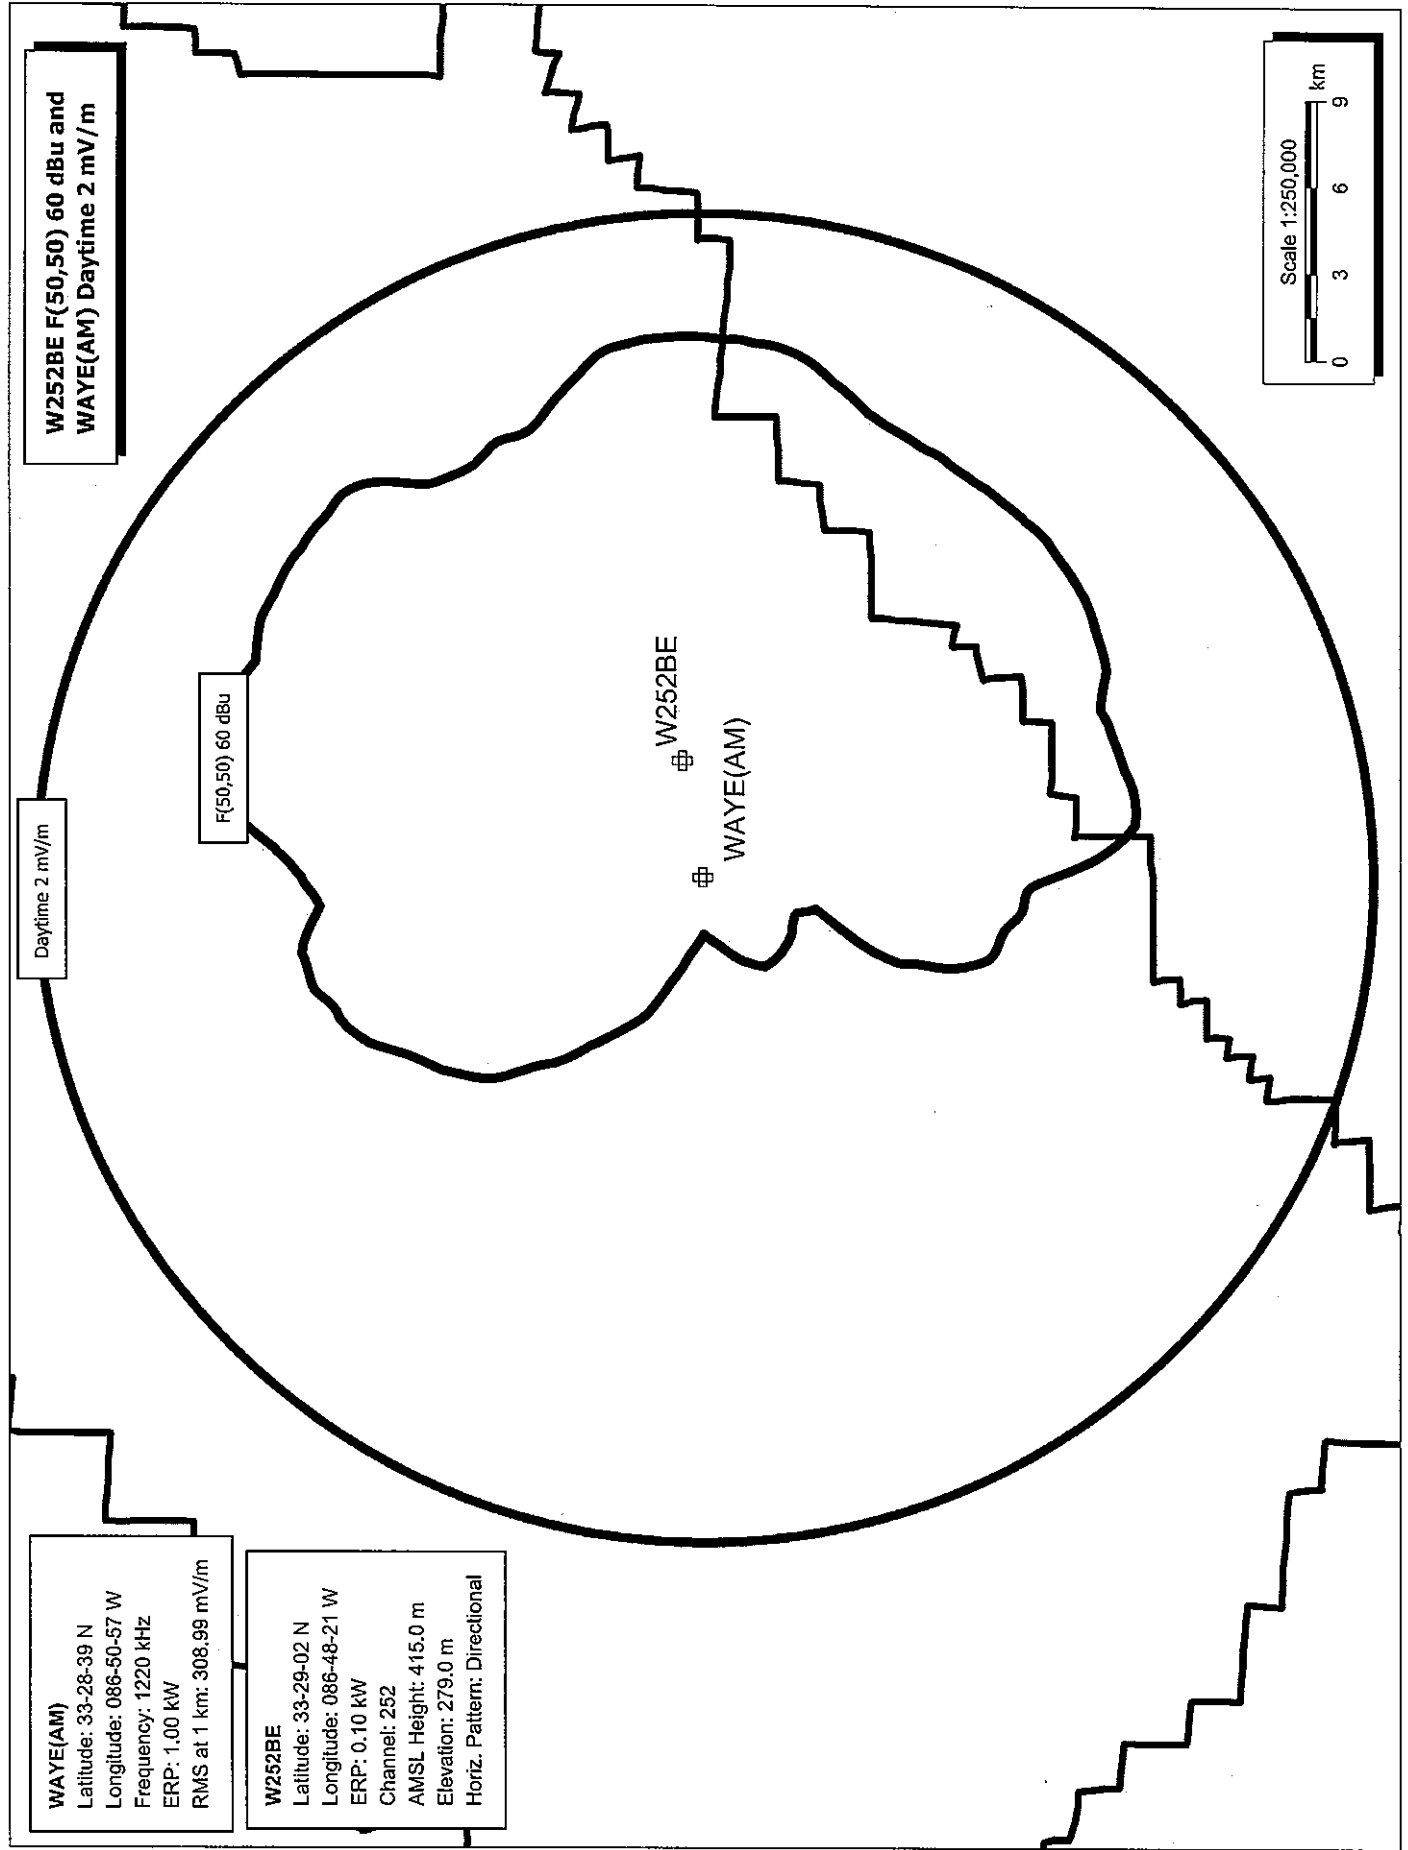 W252BE F(50,50) 60 dBu and
WAYE(AM) Daytime 2 mV/m
WAYE(AM)
Latitude: 33-28-39 N
Longitude: 086-50-57 W
Frequency: 1220 kHz
ERP: 1.00 kW
RMS at 1 km: 308.99 mV/m
W252BE
Latitude: 33-29-02 N
Longitude: 086-48-21 W
ERP: 0.10 kW
Channel: 252
AMSL Height: 415.0 m
Elevation: 279.0 m
Horiz. Pattern: Directional
Daytime 2 mV/m
F(50,50) 60 dBu
W252BE
WAYE(AM)
Scale 1:250,000
0 3 6 9 km